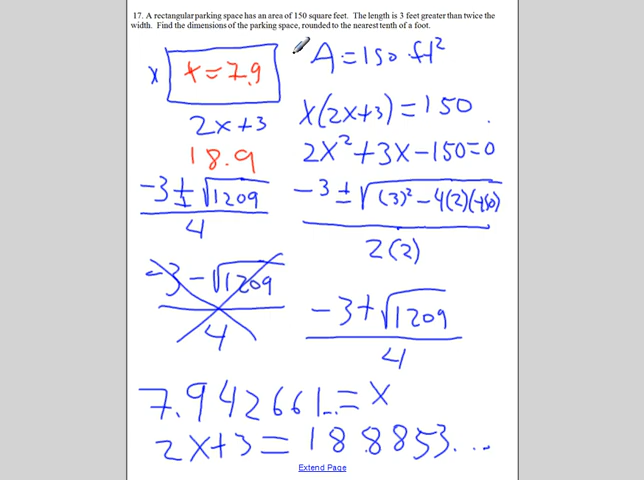 17. A rectangular parking space has an area of 150 square feet. The length is 3 feet greater than twice the
width. Find the dimensions of the parking space, rounded to the nearest tenth of a foot.
A = 150 ft²
x x = 7.9
x(2x+3) = 150
2x+3
2x² + 3x - 150 = 0
18.9
-3 ± √1209
4
-3 ± √(3)² - 4(2)(-150)
2(2)
-3 - √1209
4
-3 + √1209
4
7.942661... = x
2x+3 = 18.8853...
Extend Page